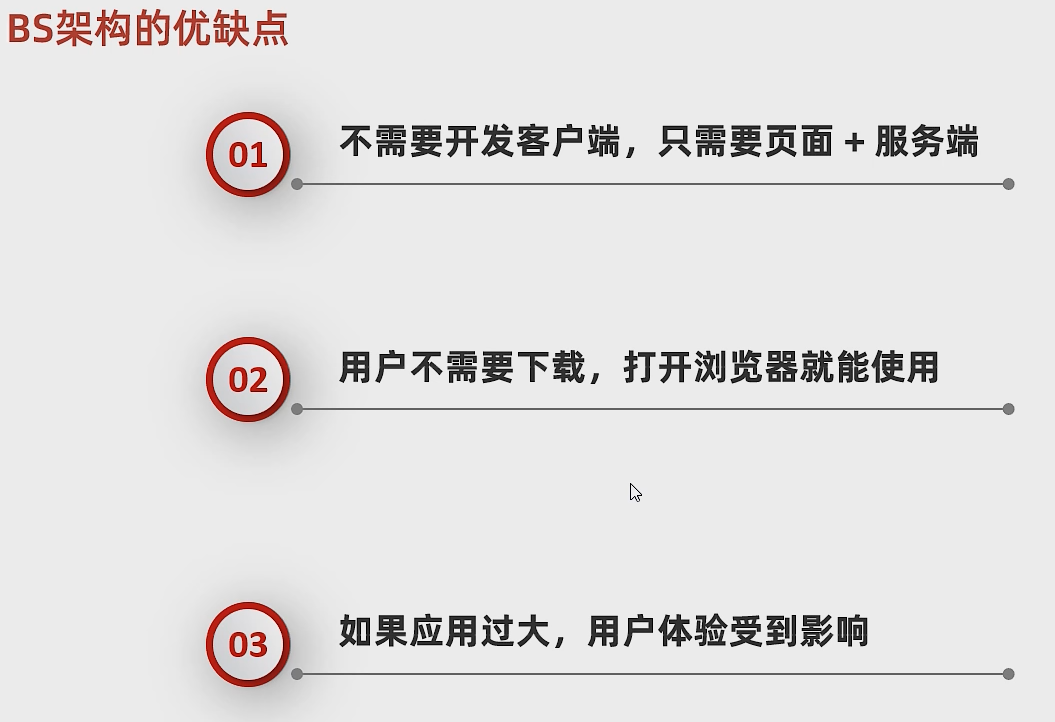 BS架构的优缺点
01
不需要开发客户端，只需要页面 + 服务端
02
用户不需要下载，打开浏览器就能使用
03
如果应用过大，用户体验受到影响